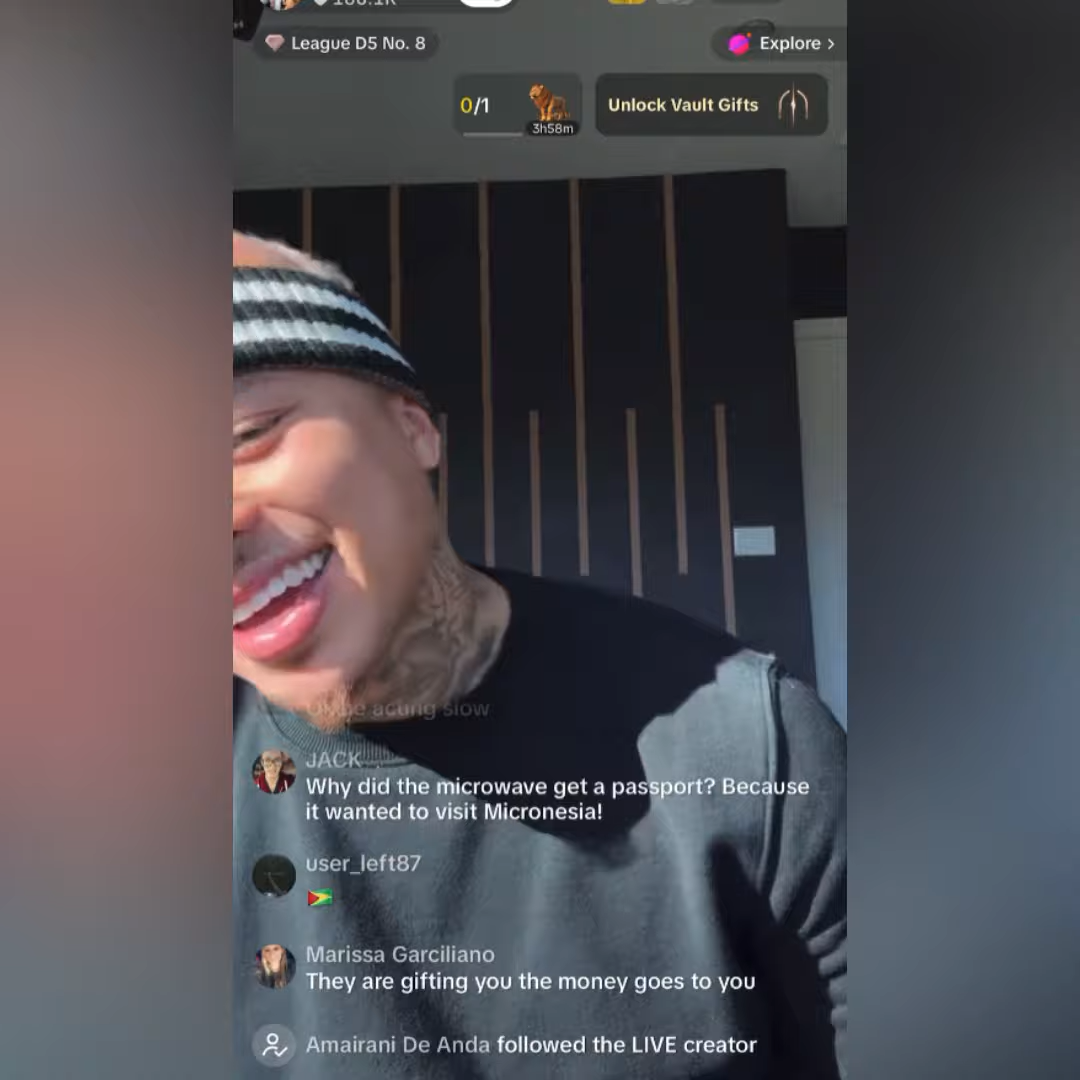 League D5 No. 8
Explore >
0/1
3h58m
Unlock Vault Gifts
acting slow
JACK
Why did the microwave get a passport? Because
it wanted to visit Micronesia!
user_left87
Marissa Garciliano
They are gifting you the money goes to you
Amairani De Anda followed the LIVE creator